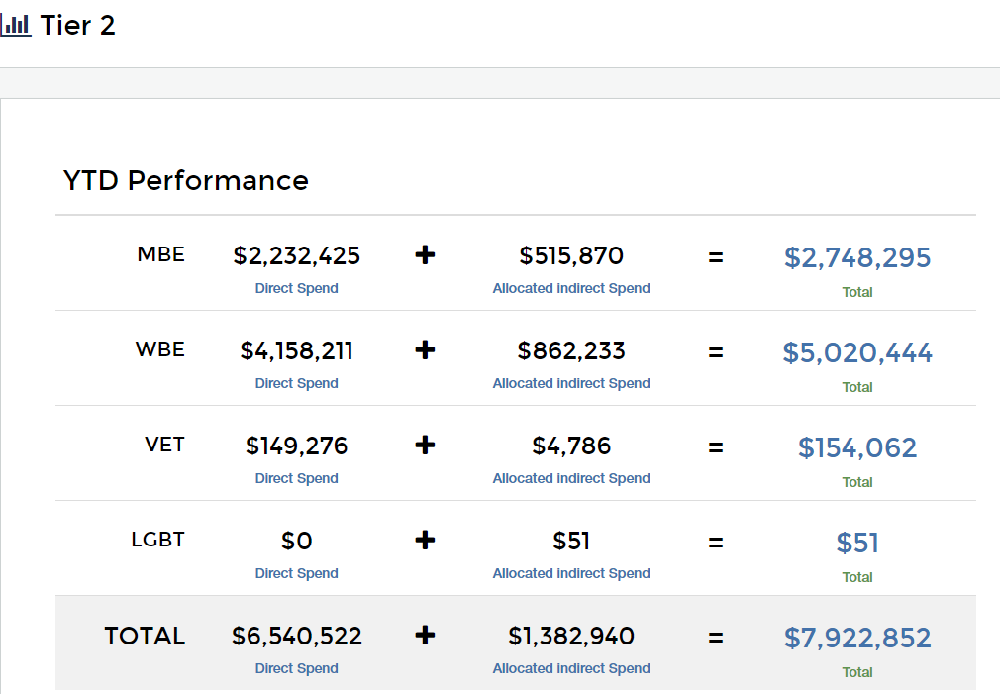 Tier 2
YTD Performance
MBE $2,232,425 + $515,870 = $2,748,295
Direct Spend Allocated indirect Spend Total
WBE $4,158,211 + $862,233 = $5,020,444
Direct Spend Allocated indirect Spend Total
VET $149,276 + $4,786 = $154,062
Direct Spend Allocated indirect Spend Total
LGBT $0 + $51 = $51
Direct Spend Allocated indirect Spend Total
TOTAL $6,540,522 + $1,382,940 = $7,922,852
Direct Spend Allocated indirect Spend Total